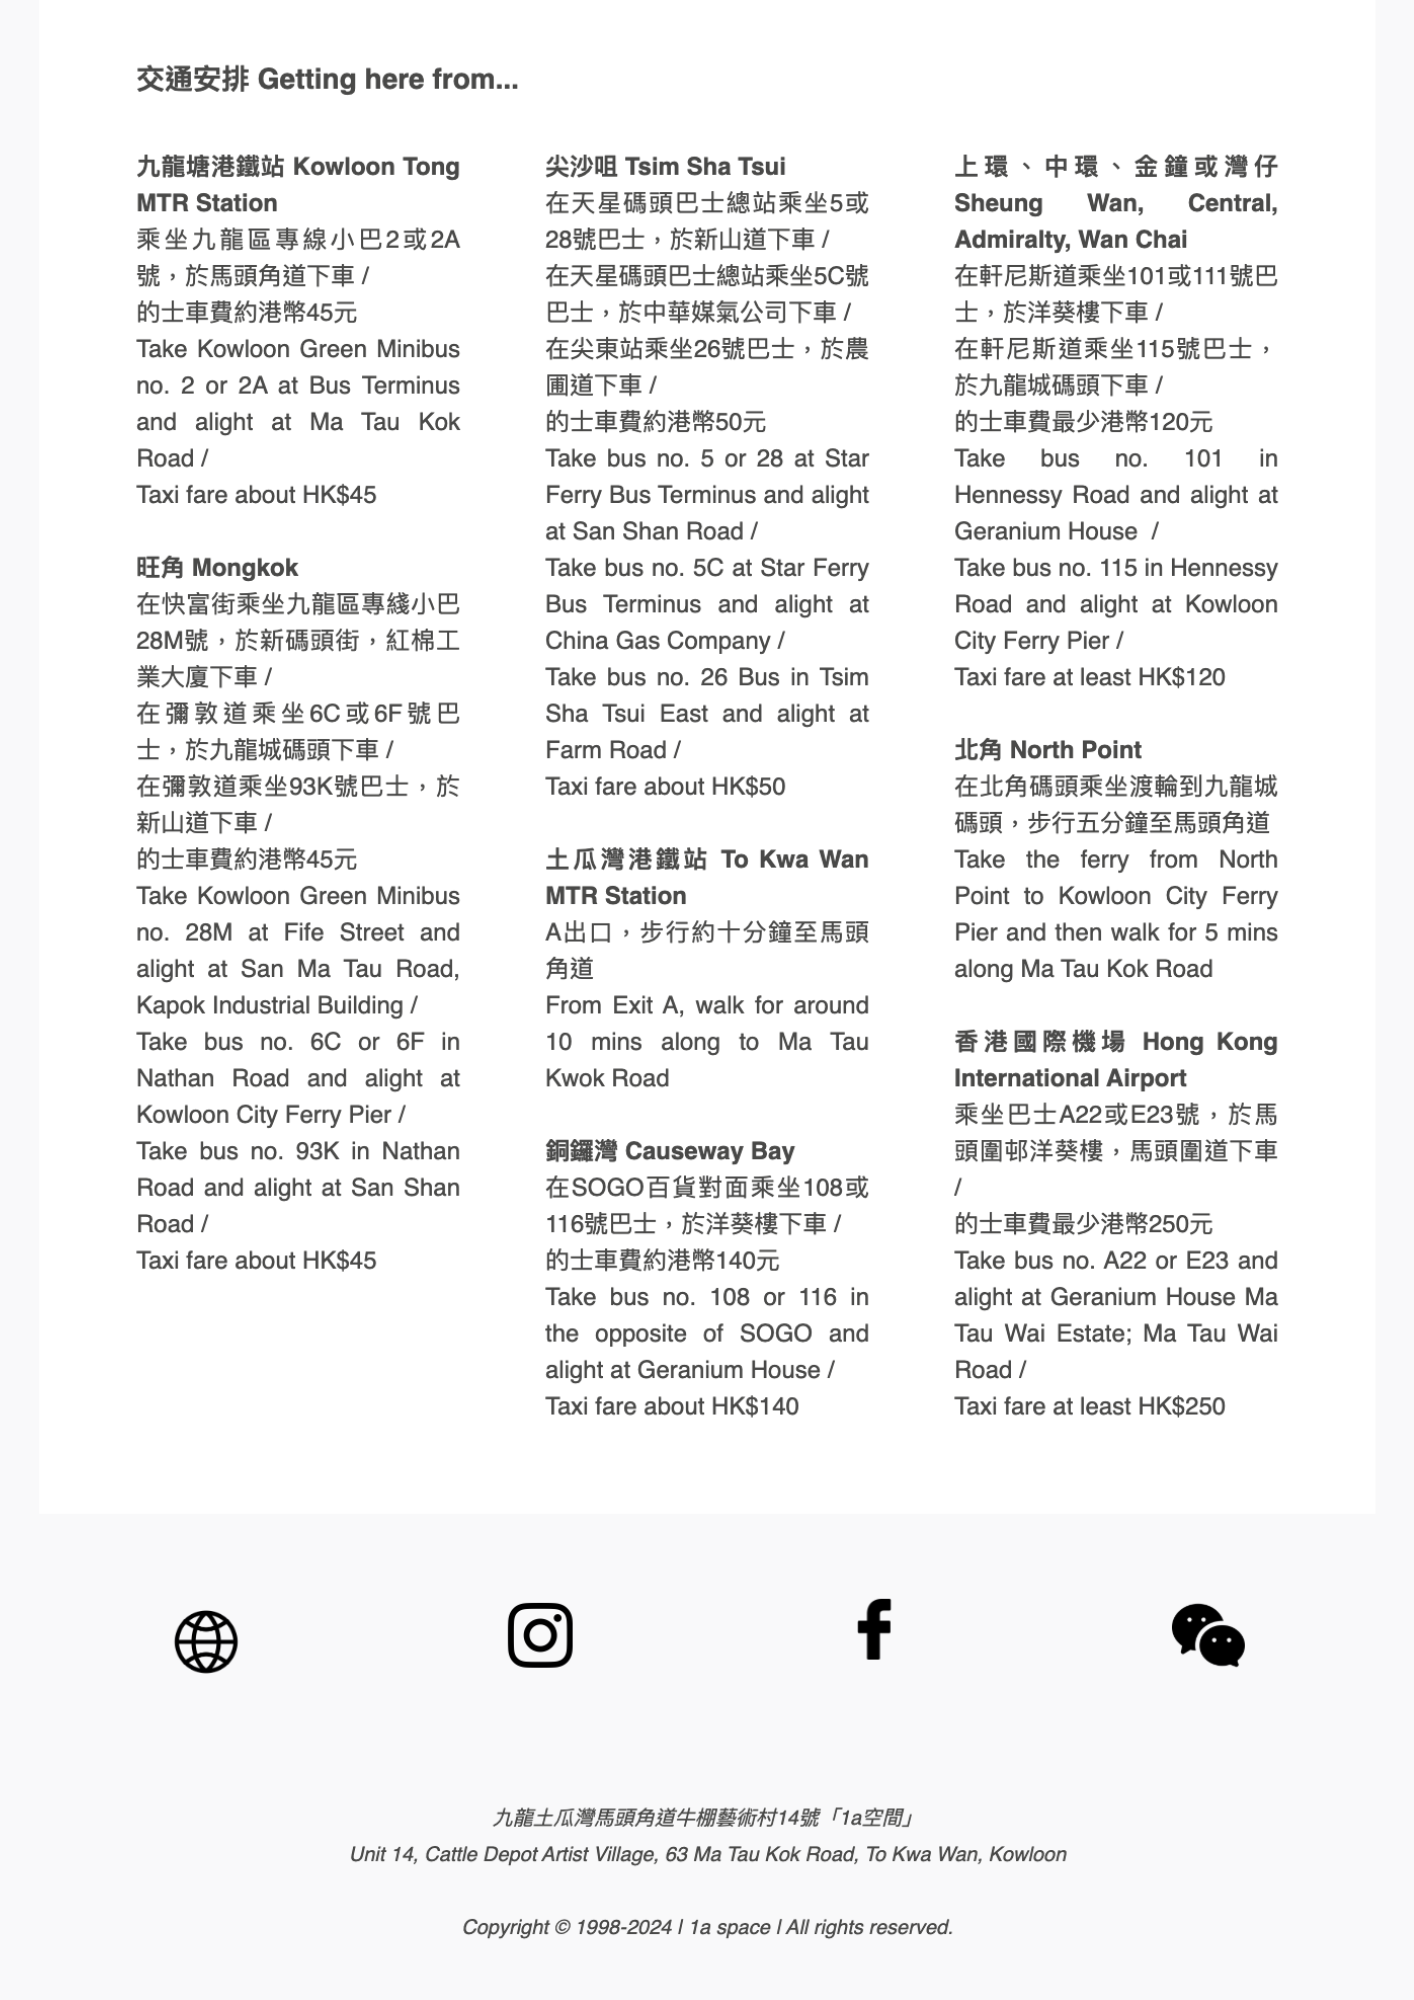 交通安排 Getting here from...
九龍塘港鐵站 Kowloon Tong
MTR Station
乘坐九龍區專線小巴2或2A
號，於馬頭角道下車 /
的士車費約港幣45元
Take Kowloon Green Minibus
no. 2 or 2A at Bus Terminus
and alight at Ma Tau Kok
Road /
Taxi fare about HK$45
旺角 Mongkok
在快富街乘坐九龍區專綫小巴
28M號，於新碼頭街，紅棉工
業大廈下車 /
在彌敦道乘坐6C或6F號巴
士，於九龍城碼頭下車 /
在彌敦道乘坐93K號巴士，於
新山道下車 /
的士車費約港幣45元
Take Kowloon Green Minibus
no. 28M at Fife Street and
alight at San Ma Tau Road,
Kapok Industrial Building /
Take bus no. 6C or 6F in
Nathan Road and alight at
Kowloon City Ferry Pier /
Take bus no. 93K in Nathan
Road and alight at San Shan
Road /
Taxi fare about HK$45
尖沙咀 Tsim Sha Tsui
在天星碼頭巴士總站乘坐5或
28號巴士，於新山道下車 /
在天星碼頭巴士總站乘坐5C號
巴士，於中華媒氣公司下車 /
在尖東站乘坐26號巴士，於農
圃道下車 /
的士車費約港幣50元
Take bus no. 5 or 28 at Star
Ferry Bus Terminus and alight
at San Shan Road /
Take bus no. 5C at Star Ferry
Bus Terminus and alight at
China Gas Company /
Take bus no. 26 Bus in Tsim
Sha Tsui East and alight at
Farm Road /
Taxi fare about HK$50
土瓜灣港鐵站 To Kwa Wan
MTR Station
A出口，步行約十分鐘至馬頭
角道
From Exit A, walk for around
10 mins along to Ma Tau
Kwok Road
銅鑼灣 Causeway Bay
在SOGO百貨對面乘坐108或
116號巴士，於洋葵樓下車 /
的士車費約港幣140元
Take bus no. 108 or 116 in
the opposite of SOGO and
alight at Geranium House /
Taxi fare about HK$140
上環、中環、金鐘或灣仔
Sheung Wan, Central,
Admiralty, Wan Chai
在軒尼斯道乘坐101或111號巴
士，於洋葵樓下車 /
在軒尼斯道乘坐115號巴士，
於九龍城碼頭下車 /
的士車費最少港幣120元
Take bus no. 101 in
Hennessy Road and alight at
Geranium House /
Take bus no. 115 in Hennessy
Road and alight at Kowloon
City Ferry Pier /
Taxi fare at least HK$120
北角 North Point
在北角碼頭乘坐渡輪到九龍城
碼頭，步行五分鐘至馬頭角道
Take the ferry from North
Point to Kowloon City Ferry
Pier and then walk for 5 mins
along Ma Tau Kok Road
香港國際機場 Hong Kong
International Airport
乘坐巴士A22或E23號，於馬
頭圍邨洋葵樓，馬頭圍道下車
/
的士車費最少港幣250元
Take bus no. A22 or E23 and
alight at Geranium House Ma
Tau Wai Estate; Ma Tau Wai
Road /
Taxi fare at least HK$250
九龍土瓜灣馬頭角道牛棚藝術村14號「1a空間」
Unit 14, Cattle Depot Artist Village, 63 Ma Tau Kok Road, To Kwa Wan, Kowloon
Copyright © 1998-2024 | 1a space | All rights reserved.